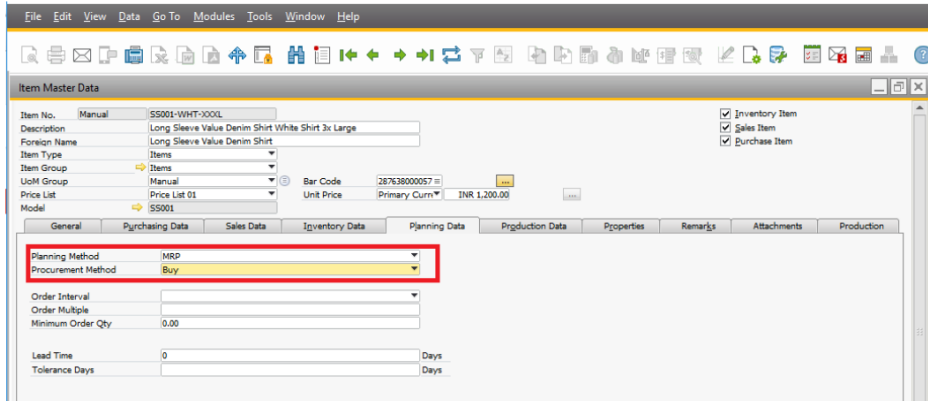 File Edit View Data Go To Modules Tools Window Help
Item Master Data
Item No. Manual SS001-WHT-XXXL Inventory Item
Description Long Sleeve Value Denim Shirt White Shirt 3x Large Sales Item
Foreign Name Long Sleeve Value Denim Shirt Purchase Item
Item Type Items
Item Group Items
UoM Group Manual Bar Code 287638000057
Price List Price List 01 Unit Price Primary Curr INR 1,200.00
Model SS001
General Purchasing Data Sales Data Inventory Data Planning Data Production Data Properties Remarks Attachments Production
Planning Method MRP
Procurement Method Buy
Order Interval
Order Multiple
Minimum Order Qty 0.00
Lead Time 0 Days
Tolerance Days Days